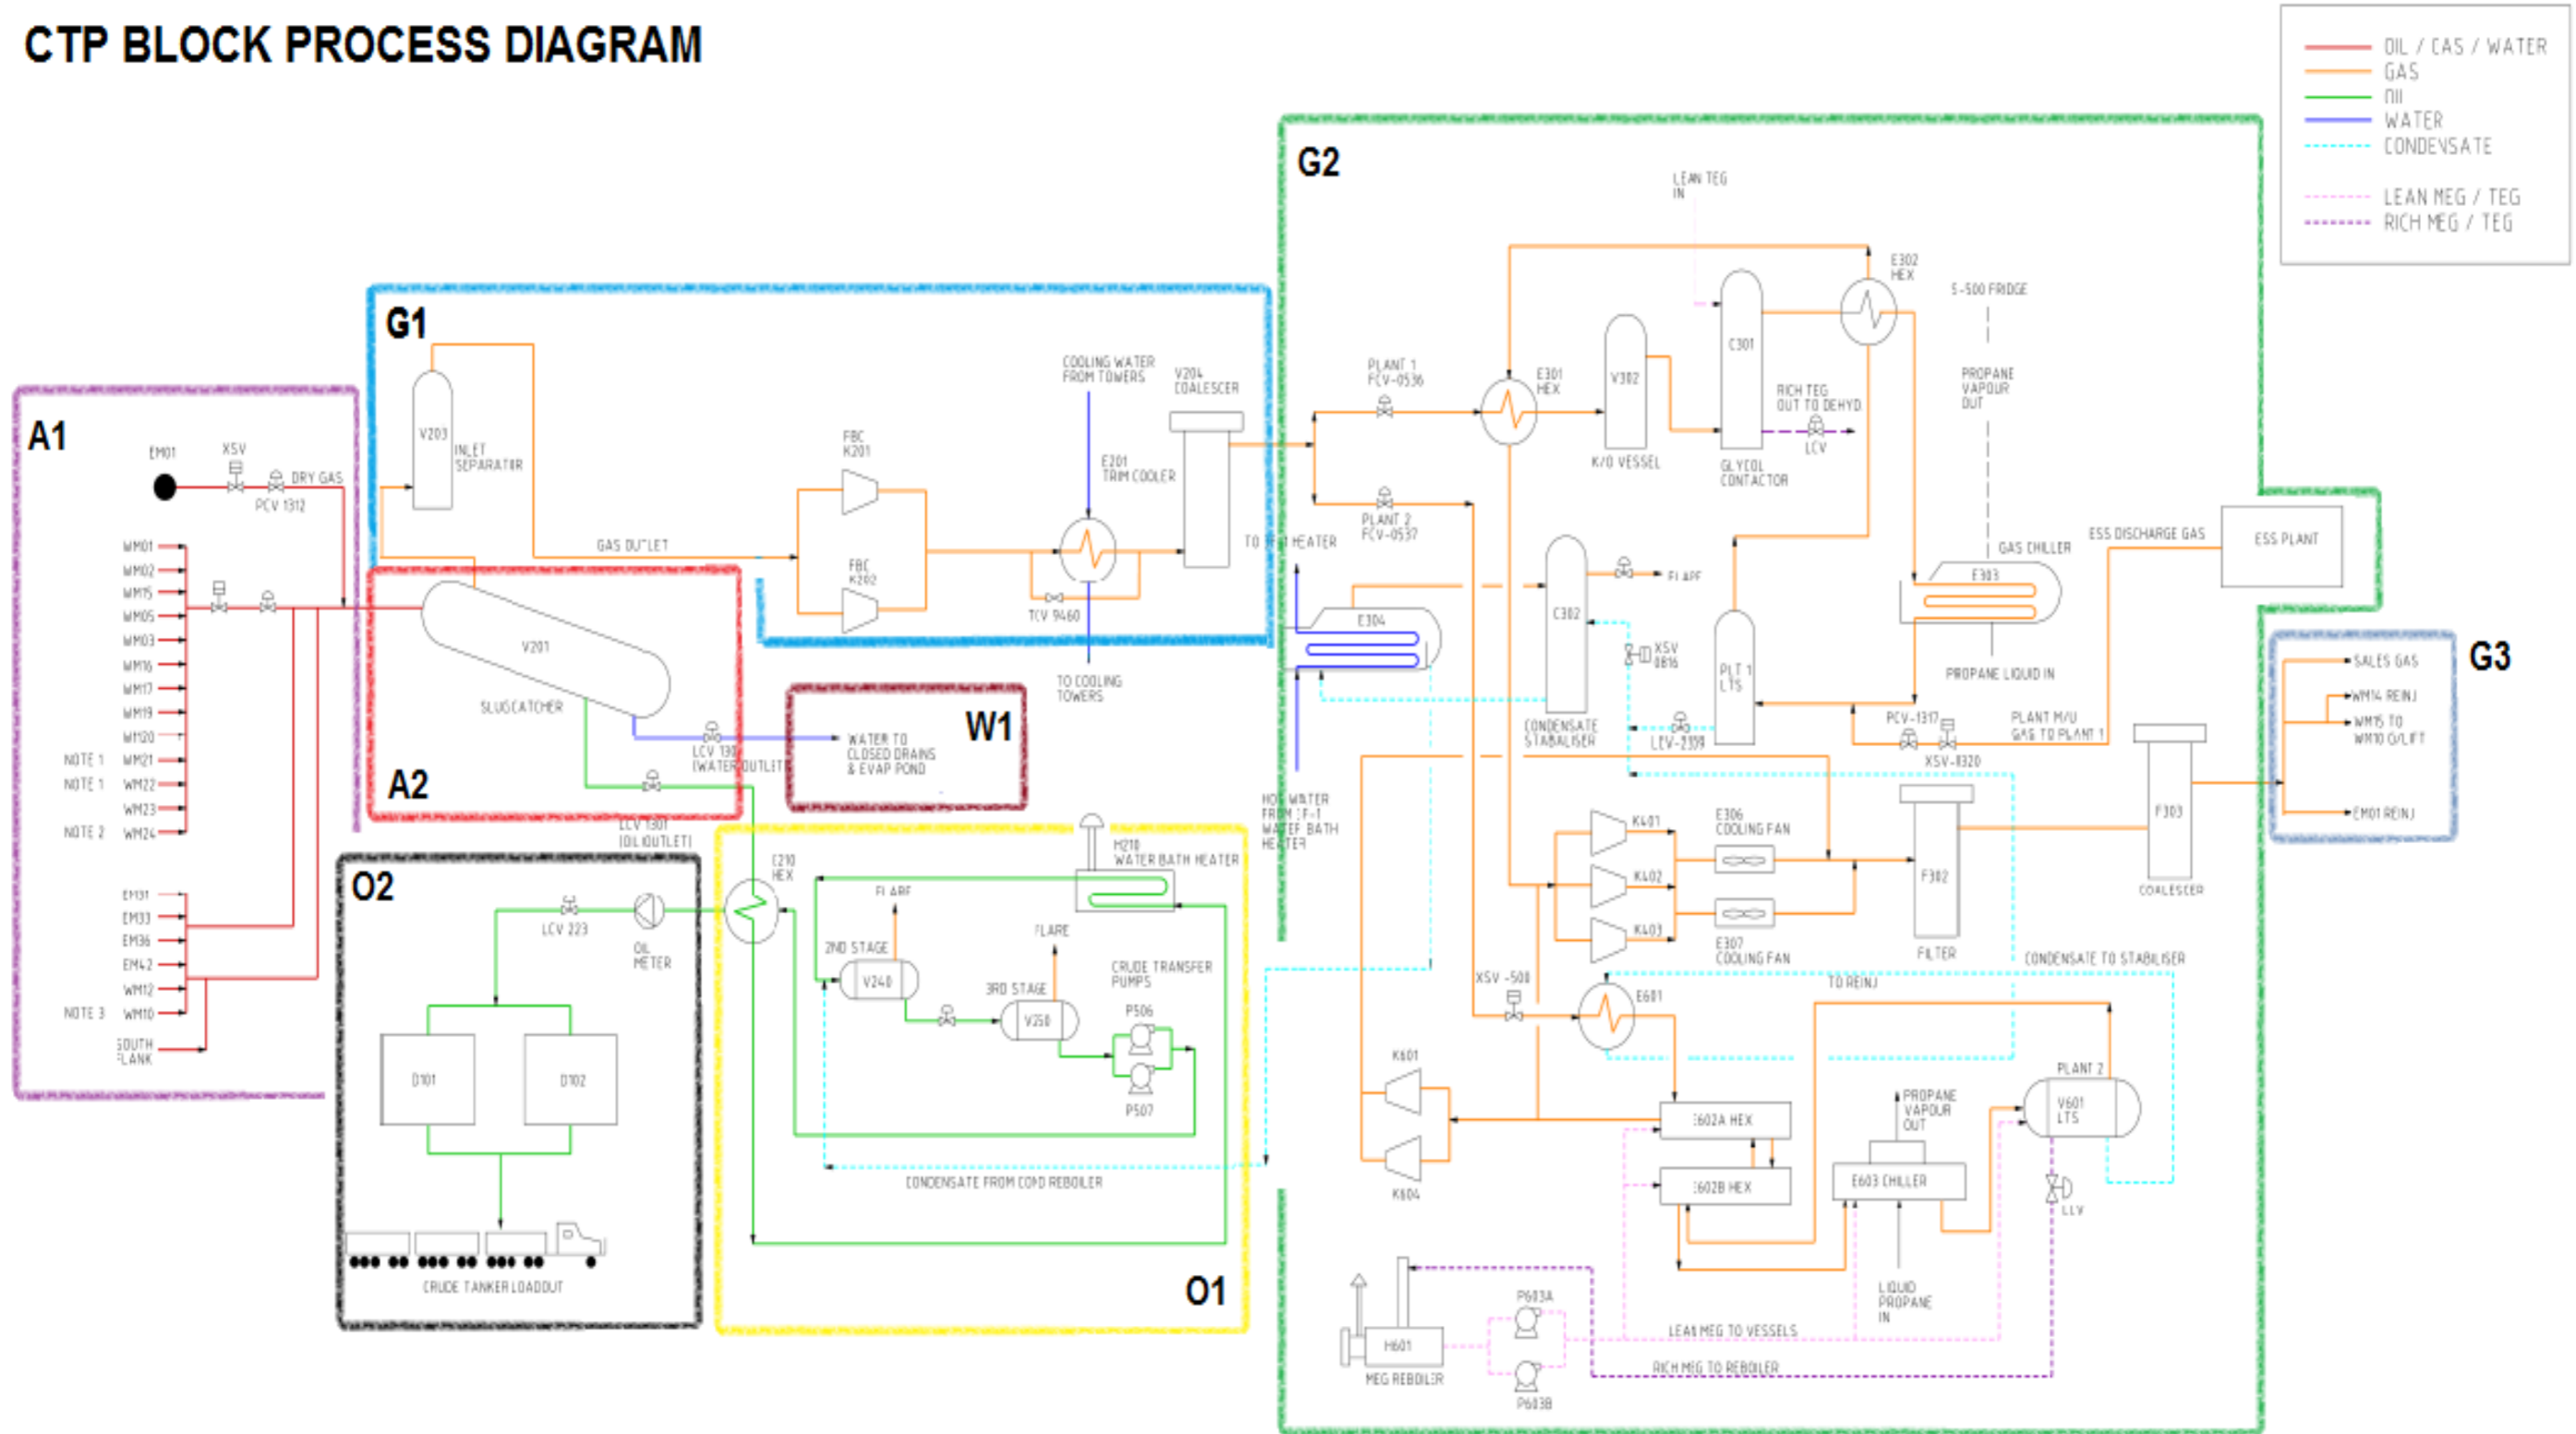 CTP BLOCK PROCESS DIAGRAM
OIL / GAS / WATER
GAS
OIL
WATER
CONDENSATE
LEAN MEG / TEG
RICH MEG / TEG
A1
EM01
XSV
DRY GAS
PCV 1312
WM01
WM02
WM15
WM05
WM03
WM16
WM17
WM19
WM20
NOTE 1 WM21
NOTE 1 WM22
WM23
NOTE 2 WM24
EM31
EM33
EM36
EM42
WM12
NOTE 3 WM10
SOUTH
FLANK
G1
V203
INLET
SEPARATOR
GAS OUTLET
FBC
K201
FBC
K202
COOLING WATER
FROM TOWERS
E201
TRIM COOLER
V204
COALESCER
TCV 9460
TO COOLING
TOWERS
A2
V201
SLUGCATCHER
LCV 130
(WATER OUTLET
LCV 1301
(OIL OUTLET)
W1
WATER TO
CLOSED DRAINS
& EVAP POND
O2
LCV 223
OIL
METER
D101
D102
CRUDE TANKER LOADOUT
O1
E210
HEX
H210
WATER BATH HEATER
FLARE
2ND STAGE
V240
FLARE
3RD STAGE
V250
CRUDE TRANSFER
PUMPS
P506
P507
CONDENSATE FROM COND REBOILER
G2
LEAN TEG
IN
PLANT 1
FCV-0536
PLANT 2
FCV-0537
E301
HEX
V302
K/O VESSEL
C301
GLYCOL
CONTACTOR
RICH TEG
OUT TO DEHYD
LCV
E302
HEX
S-500 FRIDGE
PROPANE
VAPOUR
OUT
GAS CHILLER
E303
PROPANE LIQUID IN
ESS DISCHARGE GAS
ESS PLANT
HEATER
E304
C302
FLARE
XSV
0816
CONDENSATE
STABALISER
LCV-2339
PLT 1
LTS
PCV-1317
PLANT M/U
GAS TO PLANT 1
XSV-0320
HOT WATER
FROM
WATER BATH
HEATER
K401
K402
K403
E306
COOLING FAN
E307
COOLING FAN
F302
FILTER
F303
COALESCER
CONDENSATE TO STABILISER
XSV -500
E601
TO REINJ
K601
K604
E602A HEX
E602B HEX
PROPANE
VAPOUR
OUT
E603 CHILLER
LIQUID
PROPANE
IN
PLANT 2
V601
LTS
H601
MEG REBOILER
P603A
P603B
LEAN MEG TO VESSELS
RICH MEG TO REBOILER
G3
SALES GAS
WM14 REINJ
WM15 TO
WM10 G/LIFT
EM01 REINJ